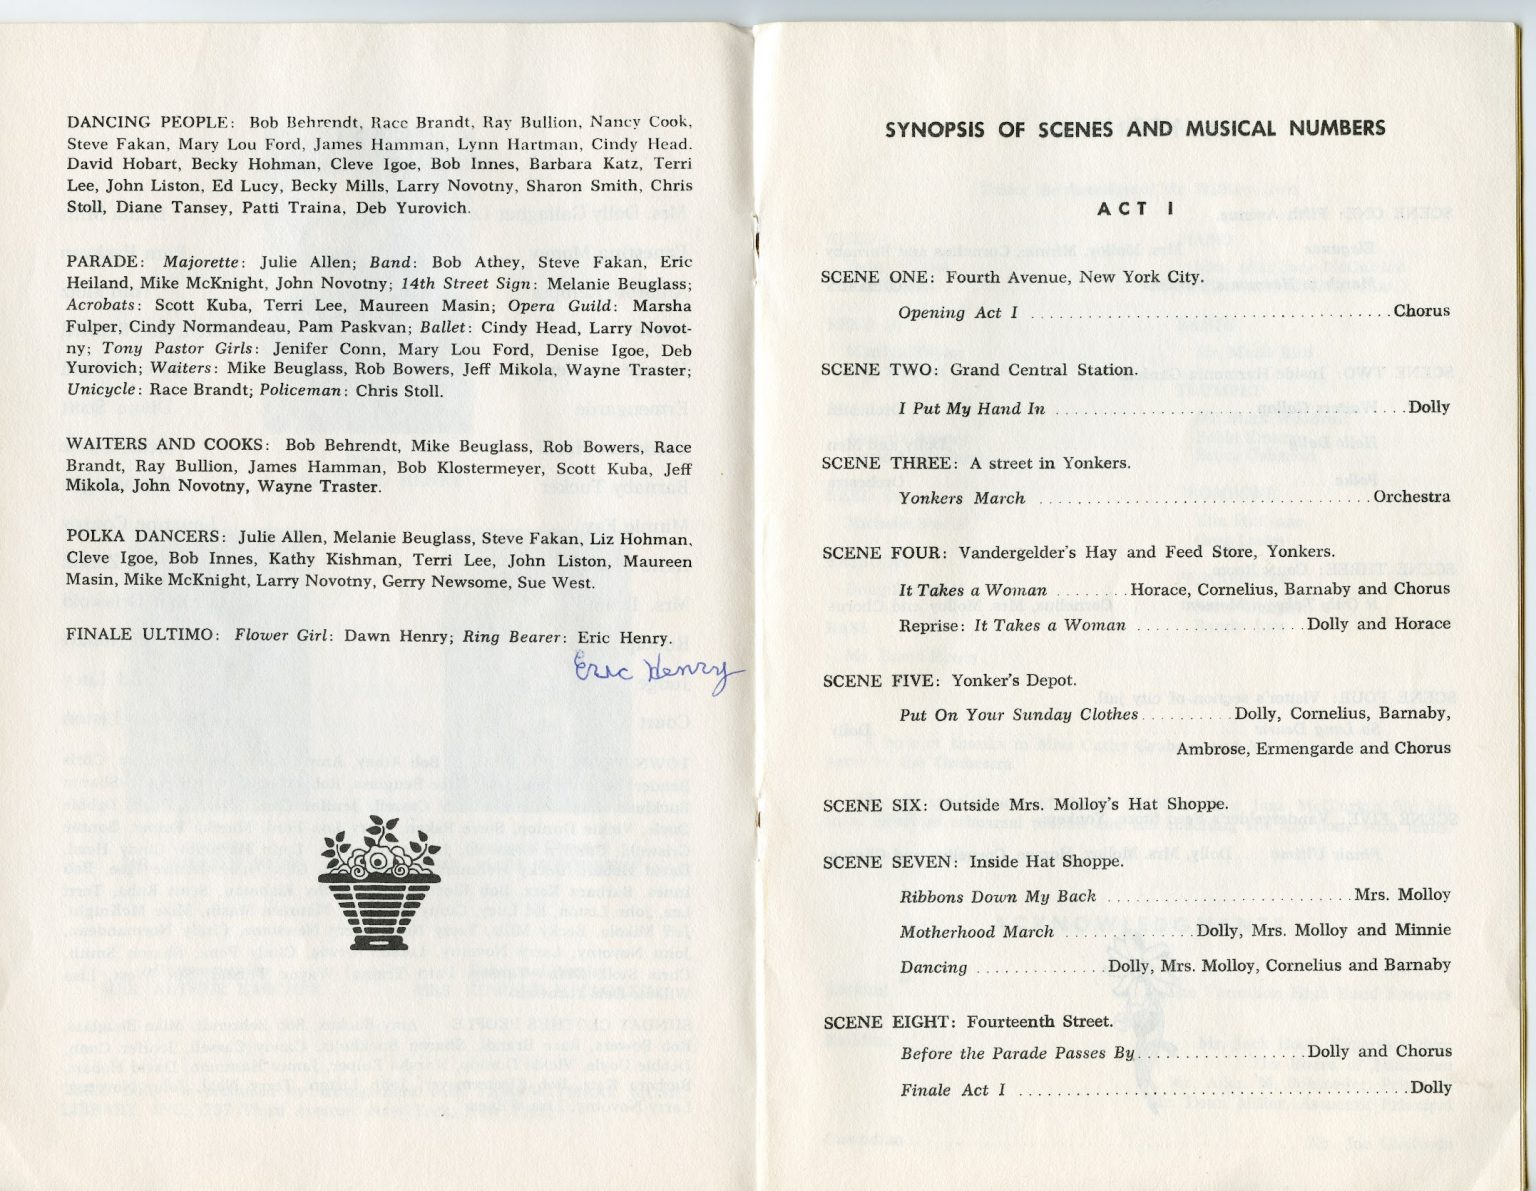 DANCING PEOPLE: Bob Behrendt, Race Brandt, Ray Bullion, Nancy Cook,
Steve Fakan, Mary Lou Ford, James Hamman, Lynn Hartman, Cindy Head.
David Hobart, Becky Hohman, Cleve Igoe, Bob Innes, Barbara Katz, Terri
Lee, John Liston, Ed Lucy, Becky Mills, Larry Novotny, Sharon Smith, Chris
Stoll, Diane Tansey, Patti Traina, Deb Yurovich.
PARADE: Majorette: Julie Allen; Band: Bob Athey, Steve Fakan, Eric
Heiland, Mike McKnight, John Novotny; 14th Street Sign: Melanie Beuglass;
Acrobats: Scott Kuba, Terri Lee, Maureen Masin; Opera Guild: Marsha
Fulper, Cindy Normandeau, Pam Paskvan; Ballet: Cindy Head, Larry Novot-
ny; Tony Pastor Girls: Jenifer Conn, Mary Lou Ford, Denise Igoe, Deb
Yurovich; Waiters: Mike Beuglass, Rob Bowers, Jeff Mikola, Wayne Traster;
Unicycle: Race Brandt; Policeman: Chris Stoll.
WAITERS AND COOKS: Bob Behrendt, Mike Beuglass, Rob Bowers, Race
Brandt, Ray Bullion, James Hamman, Bob Klostermeyer, Scott Kuba, Jeff
Mikola, John Novotny, Wayne Traster.
POLKA DANCERS: Julie Allen, Melanie Beuglass, Steve Fakan, Liz Hohman,
Cleve Igoe, Bob Innes, Kathy Kishman, Terri Lee, John Liston, Maureen
Masin, Mike McKnight, Larry Novotny, Gerry Newsome, Sue West.
FINALE ULTIMO: Flower Girl: Dawn Henry; Ring Bearer: Eric Henry.
Eric Henry
SYNOPSIS OF SCENES AND MUSICAL NUMBERS
ACT I
SCENE ONE: Fourth Avenue, New York City.
Opening Act I ..................................... Chorus
SCENE TWO: Grand Central Station.
I Put My Hand In .................................... Dolly
SCENE THREE: A street in Yonkers.
Yonkers March .................................. Orchestra
SCENE FOUR: Vandergelder's Hay and Feed Store, Yonkers.
It Takes a Woman ........ Horace, Cornelius, Barnaby and Chorus
Reprise: It Takes a Woman ................. Dolly and Horace
SCENE FIVE: Yonker's Depot.
Put On Your Sunday Clothes .......... Dolly, Cornelius, Barnaby,
Ambrose, Ermengarde and Chorus
SCENE SIX: Outside Mrs. Molloy's Hat Shoppe.
SCENE SEVEN: Inside Hat Shoppe.
Ribbons Down My Back ......................... Mrs. Molloy
Motherhood March .............. Dolly, Mrs. Molloy and Minnie
Dancing ............. Dolly, Mrs. Molloy, Cornelius and Barnaby
SCENE EIGHT: Fourteenth Street.
Before the Parade Passes By ................. Dolly and Chorus
Finale Act I ........................................ Dolly